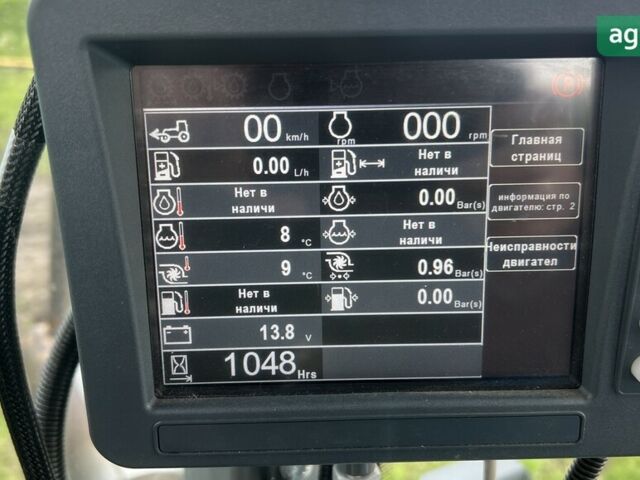 ag
00 km/h
rpm 000 rpm
Главная
страниц
0.00 L/h
Нет в
наличи
Нет в
наличи
0.00 Bar(s)
информация по
двигателю: стр. 2
8 °C
Нет в
наличи
Неисправности
двигател
9 °C
0.96 Bar(s)
Нет в
наличи
0.00 Bar(s)
13.8 V
1048 Hrs